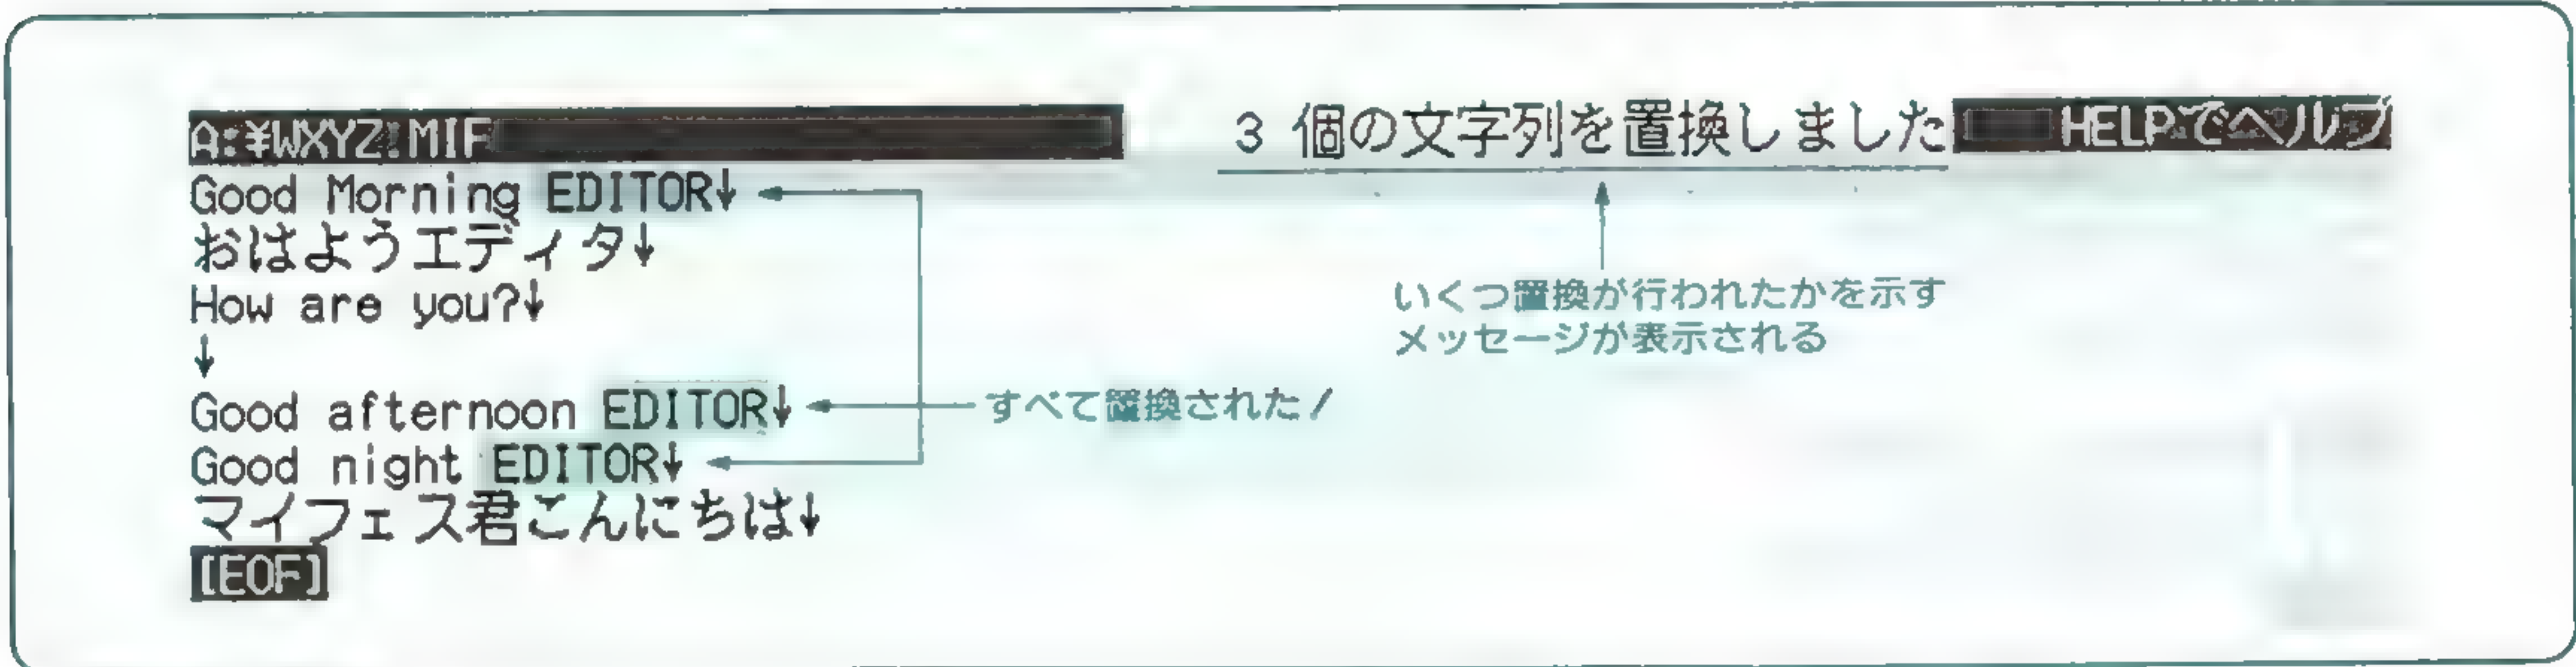 A:¥WXYZ.MIF 3 個の文字列を置換しました HELPでヘルプ
Good Morning EDITOR↓
おはようエディタ↓
How are you?↓
↓
Good afternoon EDITOR↓
Good night EDITOR↓
マイフェス君こんにちは↓
[EOF]
いくつ置換が行われたかを示す
メッセージが表示される
すべて置換された!